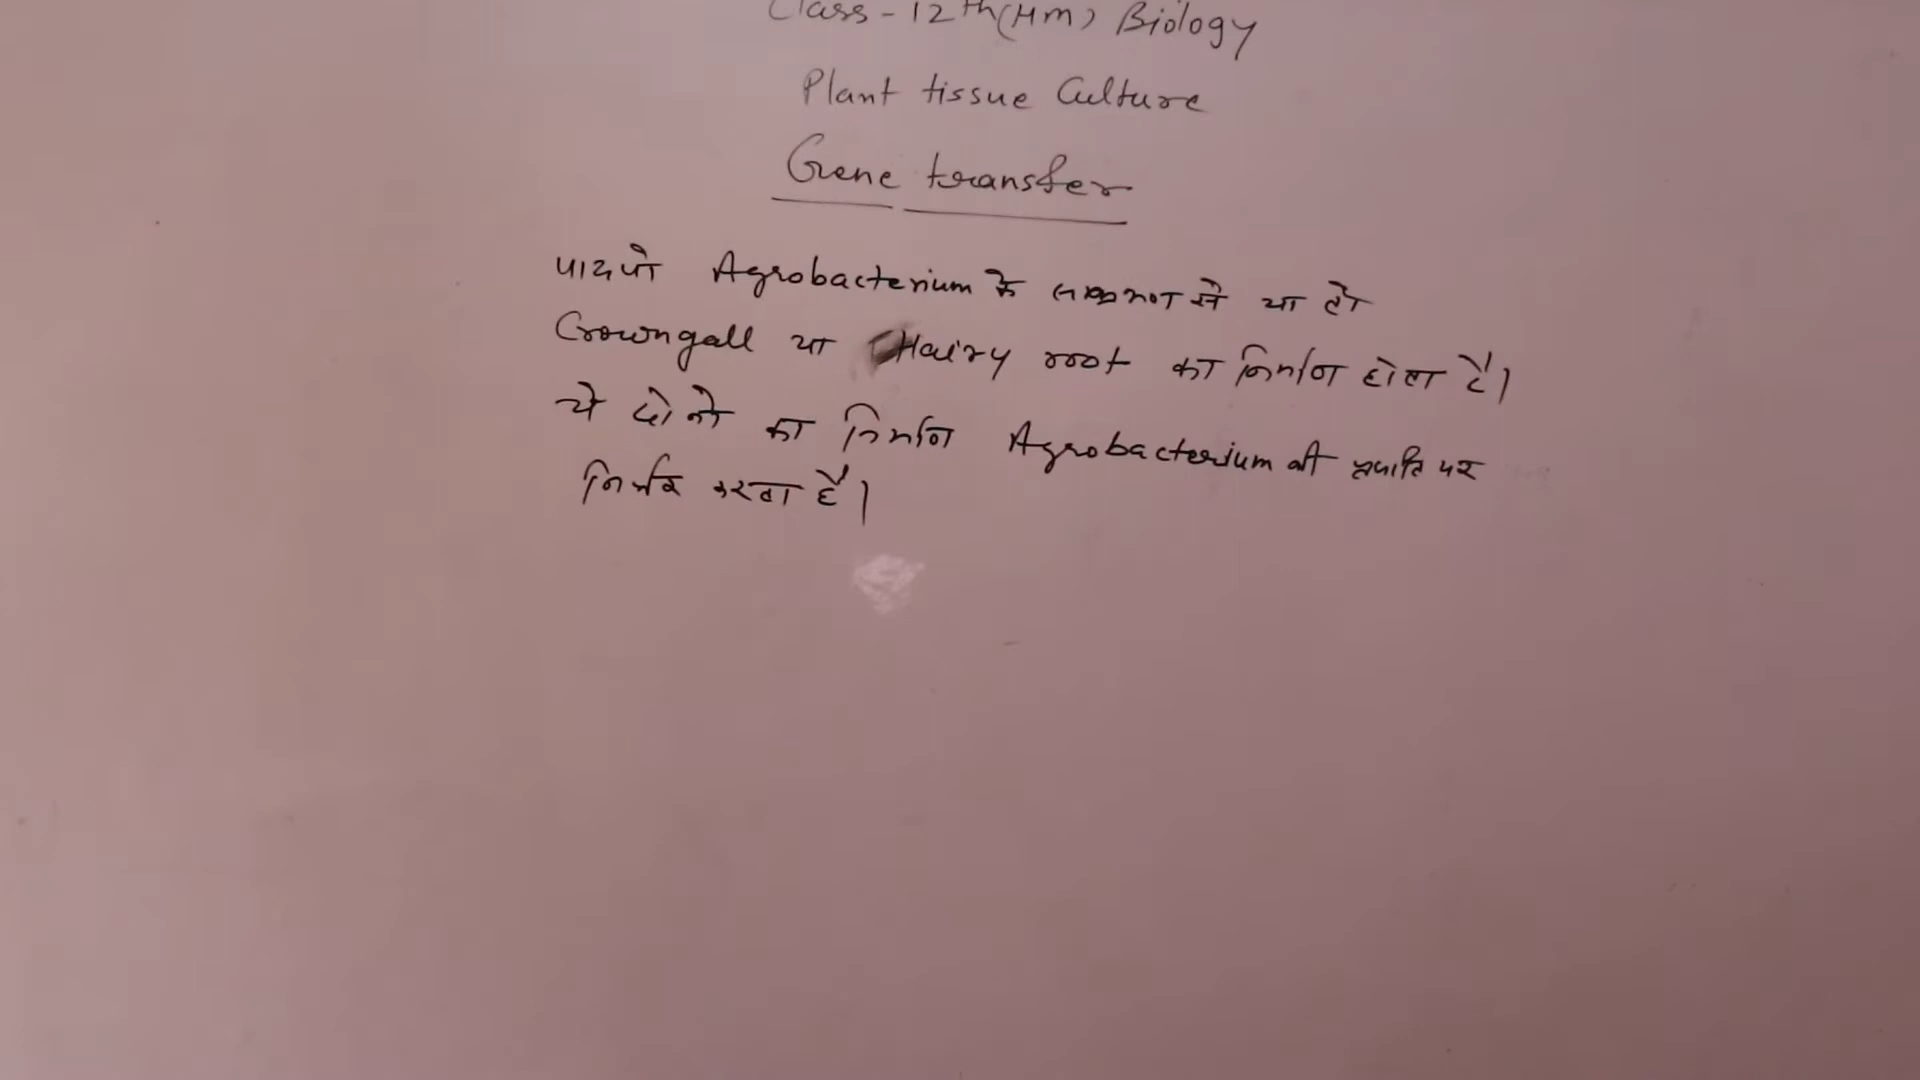 Class - 12th (Hm) Biology
Plant tissue Culture
Gene transfer
Agrobacterium के संक्रमण से या तो
Crowngall या Hairy root का निर्माण होता है।
ये दोनो का निर्माण Agrobacterium की प्रजाति पर
निर्भर करता है।